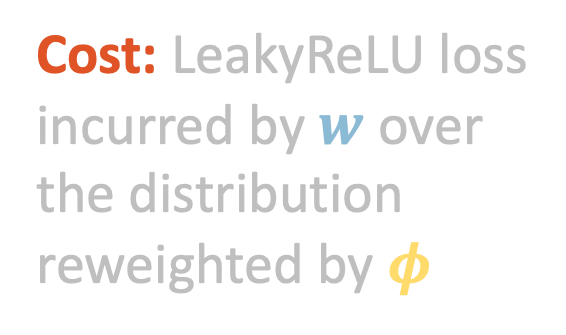 Cost: LeakyReLU loss
incurred by w over
the distribution
reweighted by ϕ